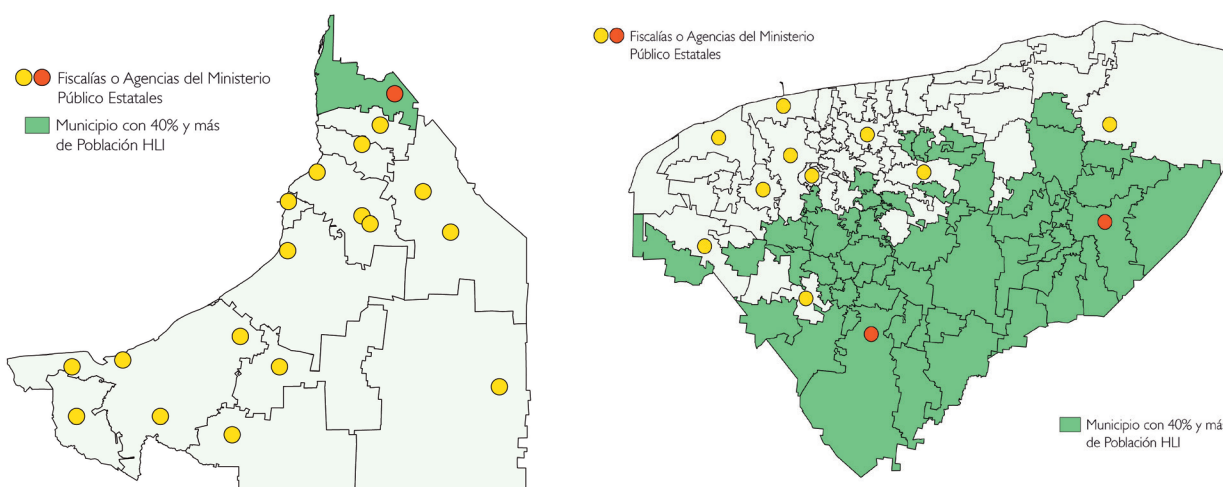 Fiscalías o Agencias del Ministerio
Público Estatales
Municipio con 40% y más
de Población HLI
Fiscalías o Agencias del Ministerio
Público Estatales
Municipio con 40% y más
de Población HLI